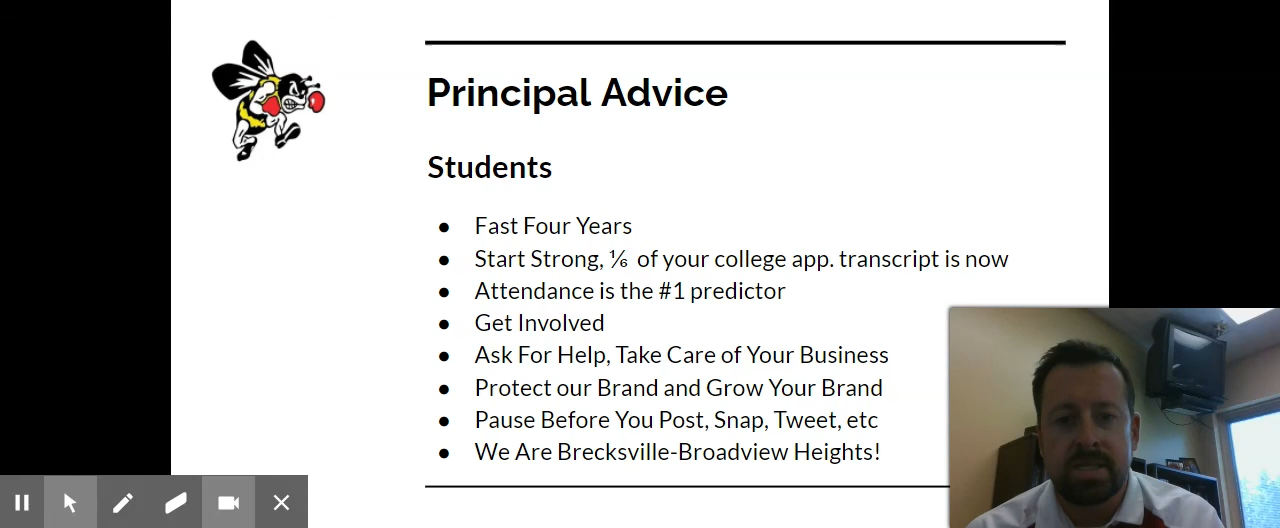 Principal Advice
Students
● Fast Four Years
● Start Strong, ⅙ of your college app. transcript is now
● Attendance is the #1 predictor
● Get Involved
● Ask For Help, Take Care of Your Business
● Protect our Brand and Grow Your Brand
● Pause Before You Post, Snap, Tweet, etc
● We Are Brecksville-Broadview Heights!